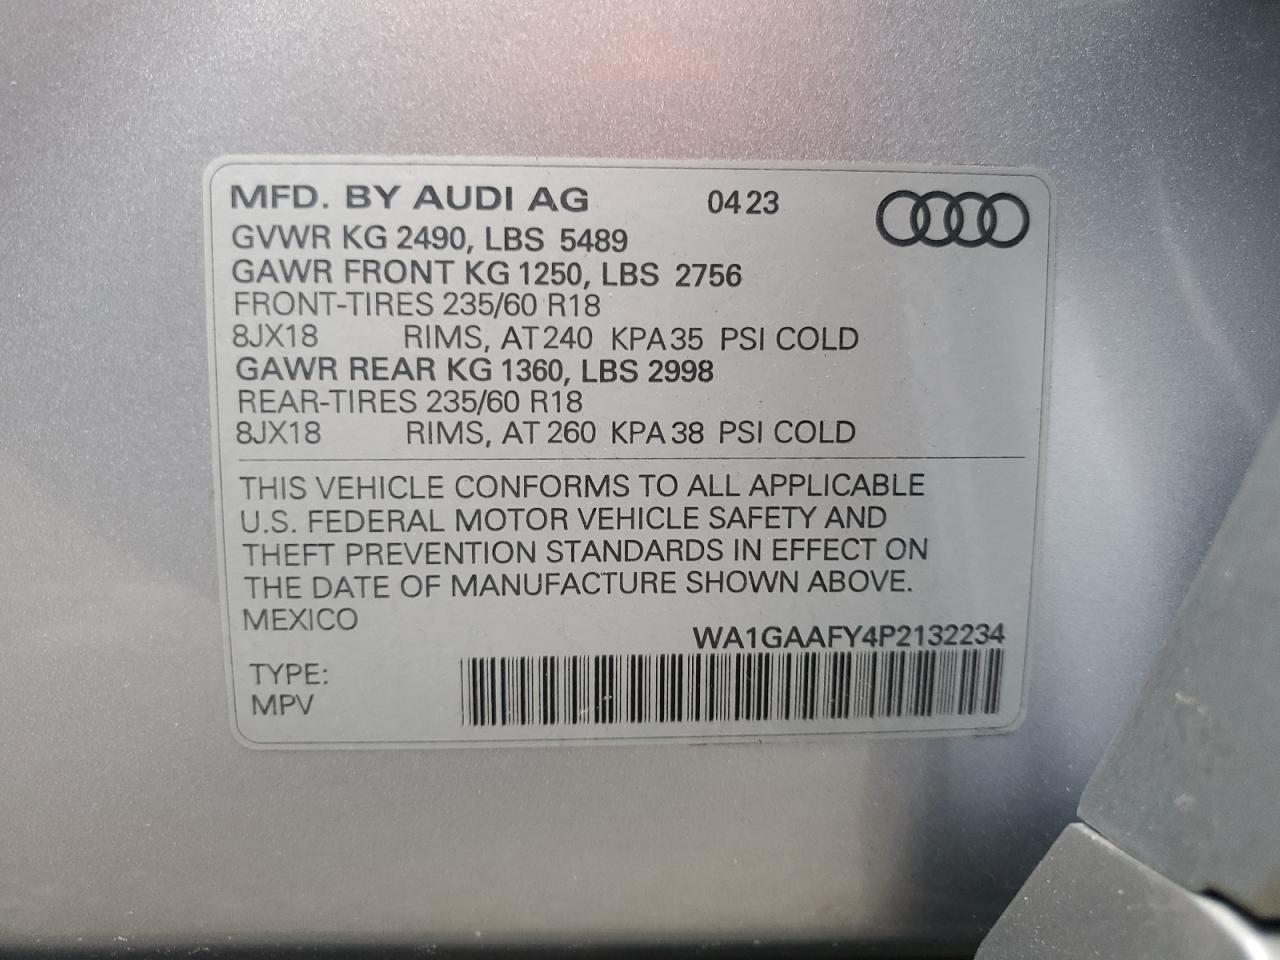 MFD. BY AUDI AG 04 23
GVWR KG 2490, LBS 5489
GAWR FRONT KG 1250, LBS 2756
FRONT-TIRES 235/60 R18
8JX18 RIMS, AT 240 KPA 35 PSI COLD
GAWR REAR KG 1360, LBS 2998
REAR-TIRES 235/60 R18
8JX18 RIMS, AT 260 KPA 38 PSI COLD
THIS VEHICLE CONFORMS TO ALL APPLICABLE
U.S. FEDERAL MOTOR VEHICLE SAFETY AND
THEFT PREVENTION STANDARDS IN EFFECT ON
THE DATE OF MANUFACTURE SHOWN ABOVE.
MEXICO
WA1GAAFY4P2132234
TYPE:
MPV